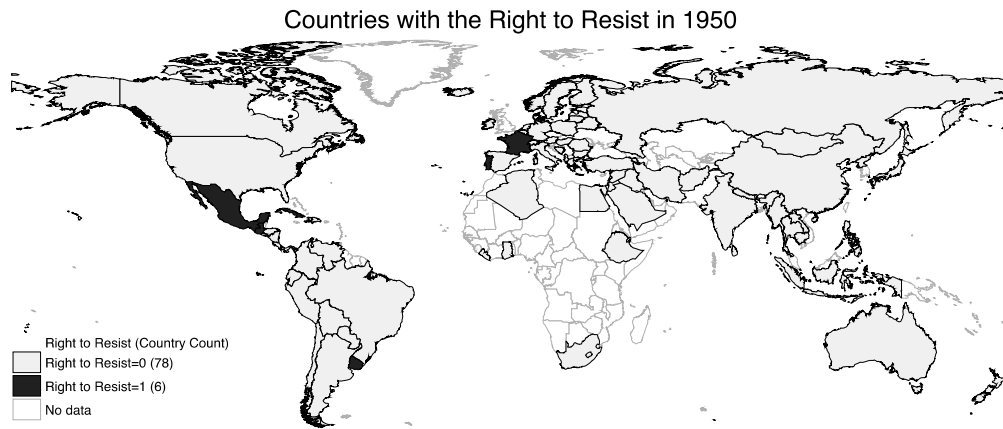 Countries with the Right to Resist in 1950
Right to Resist (Country Count)
Right to Resist=0 (78)
Right to Resist=1 (6)
No data